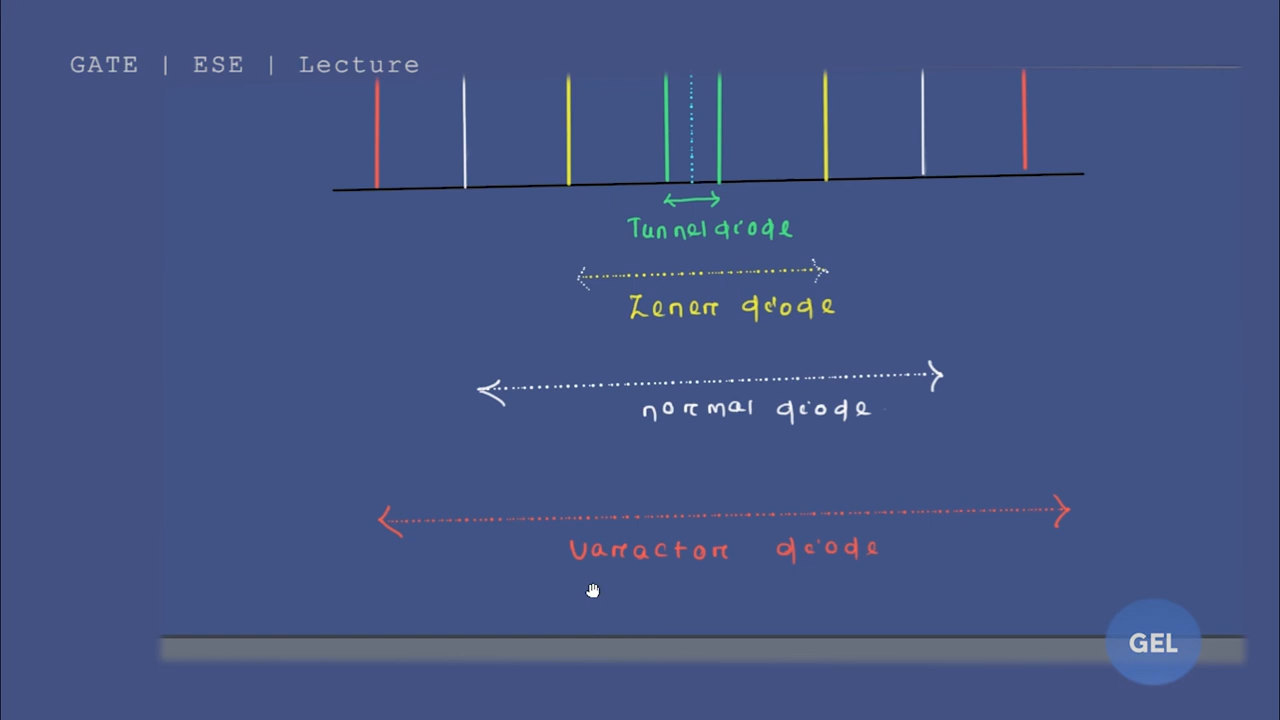 GATE | ESE | Lecture
Tunnel diode
Zener diode
normal diode
Varactor diode
GEL